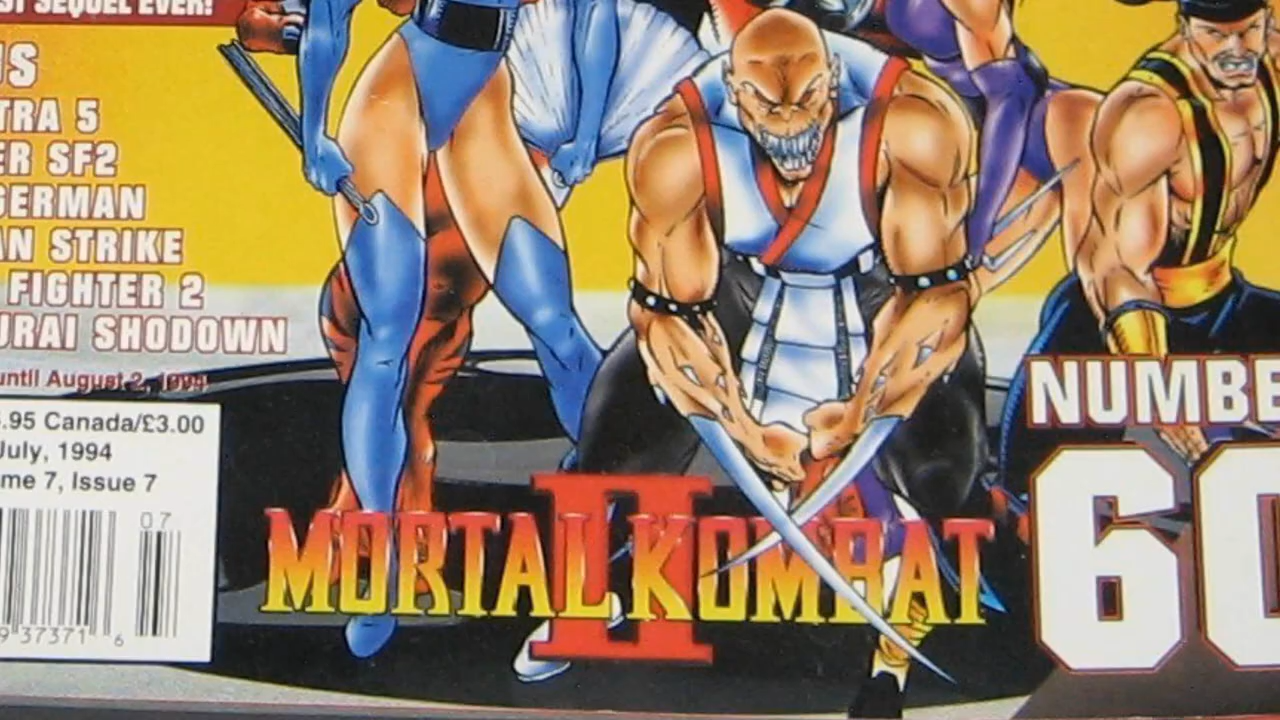 ST SEQUEL EVER!
US
TRA 5
ER SF2
GERMAN
AN STRIKE
FIGHTER 2
URAI SHODOWN
until August 2, 1994
.95 Canada/£3.00
July, 1994
me 7, Issue 7
07
9 37371 6
MORTAL KOMBAT
II
NUMBE
60